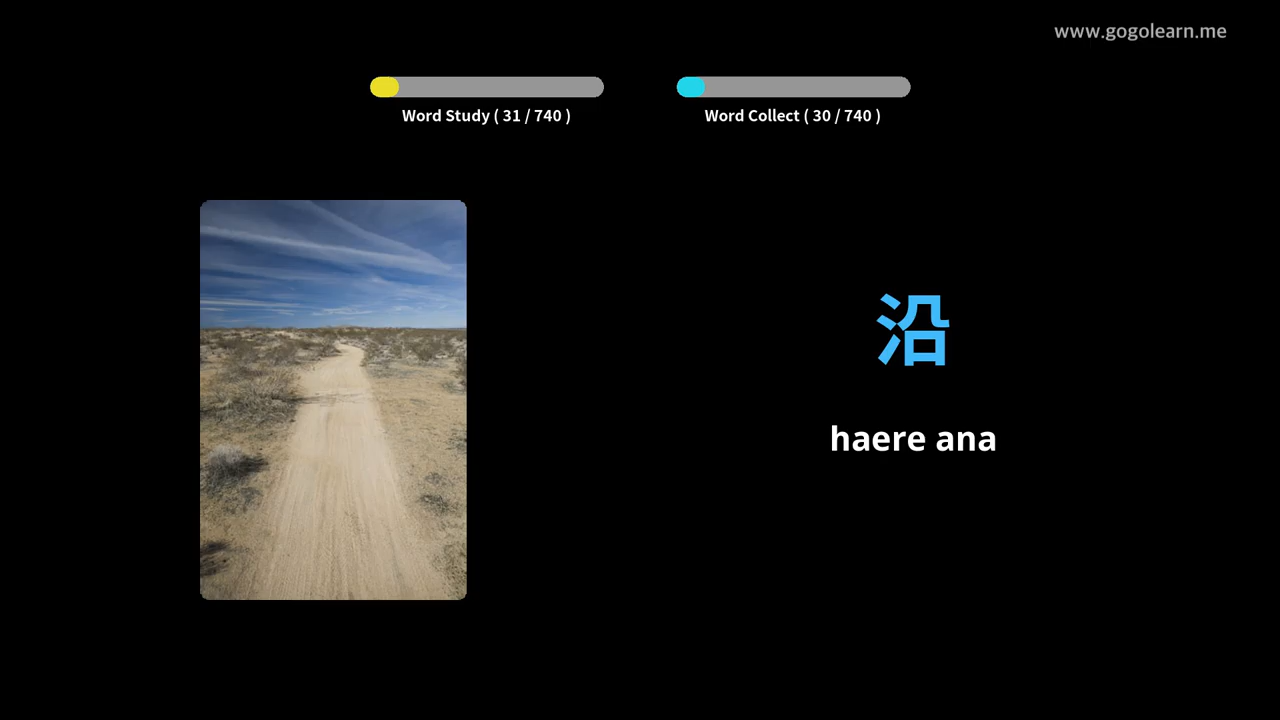 www.gogolearn.me
Word Study ( 31 / 740 )
Word Collect ( 30 / 740 )
沿
haere ana